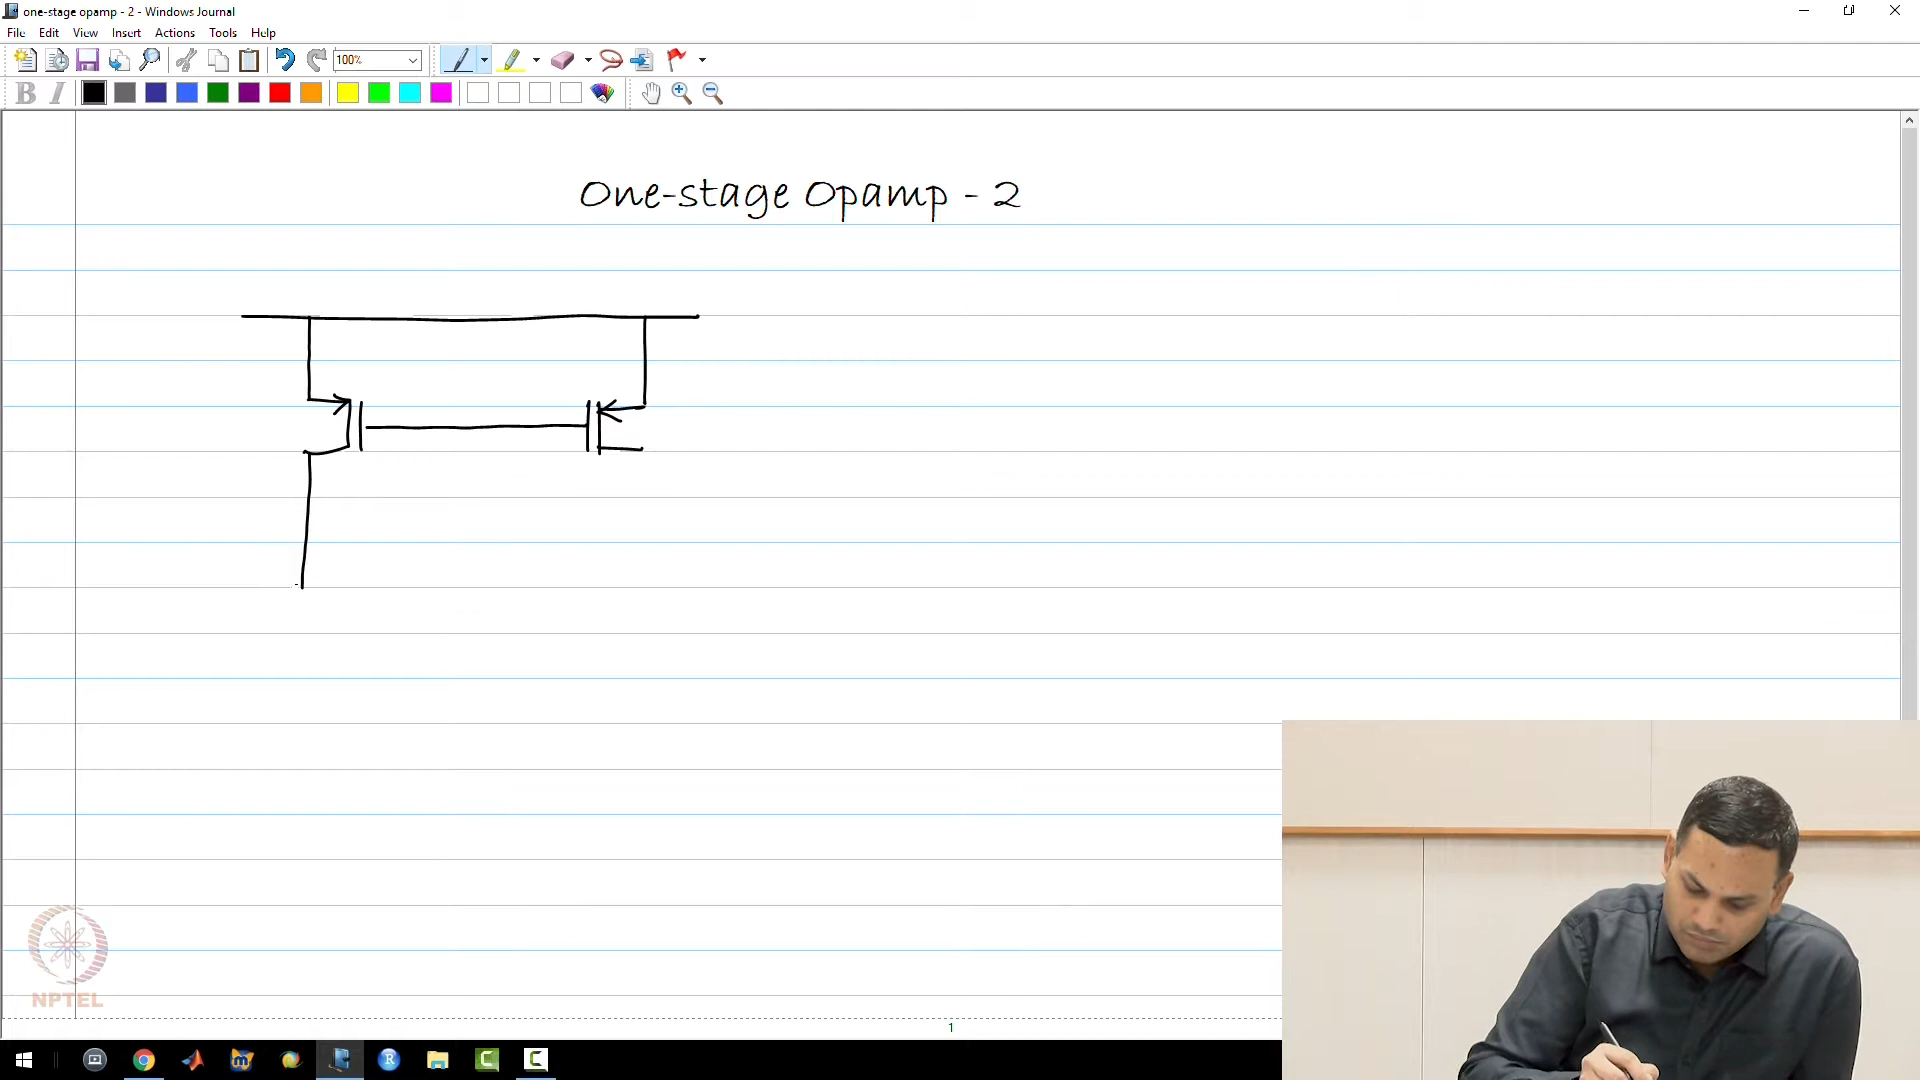 one-stage opamp - 2 - Windows Journal
File Edit View Insert Actions Tools Help
100%
B I
One-stage Opamp - 2
NPTEL
1